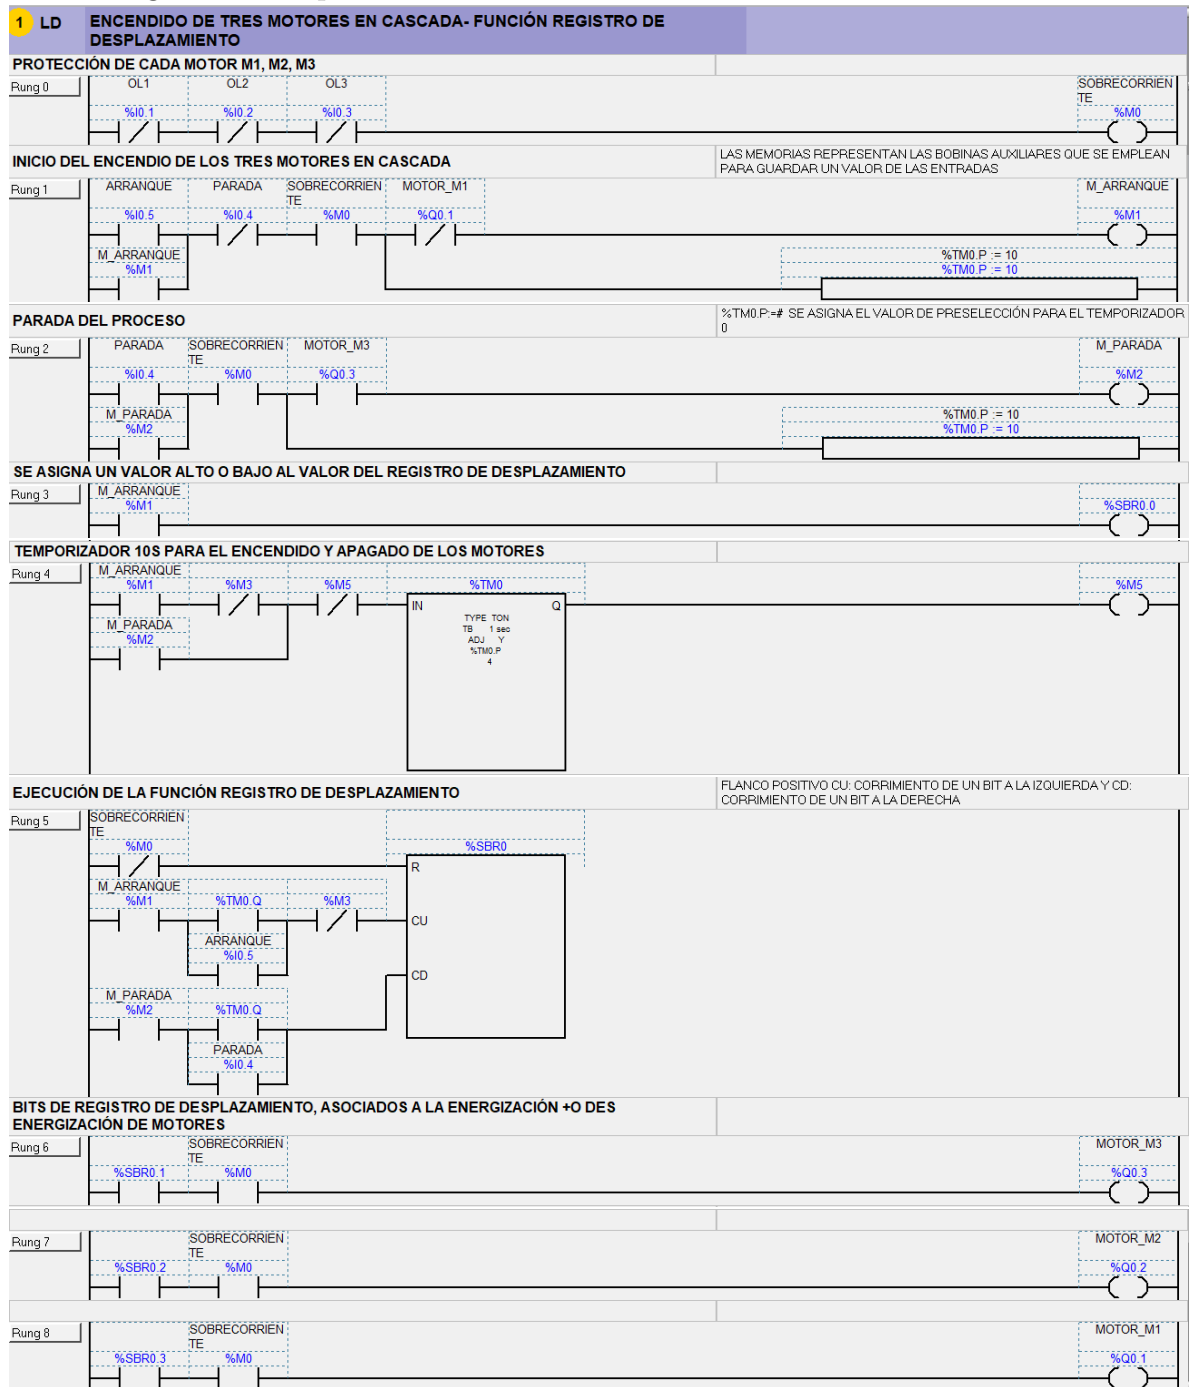 1 LD ENCENDIDO DE TRES MOTORES EN CASCADA- FUNCIÓN REGISTRO DE
DESPLAZAMIENTO
PROTECCIÓN DE CADA MOTOR M1, M2, M3
Rung 0
OL1 OL2 OL3 SOBRECORRIEN
TE
%I0.1 %I0.2 %I0.3 %M0
INICIO DEL ENCENDIO DE LOS TRES MOTORES EN CASCADA
LAS MEMORIAS REPRESENTAN LAS BOBINAS AUXILIARES QUE SE EMPLEAN
PARA GUARDAR UN VALOR DE LAS ENTRADAS
Rung 1
ARRANQUE PARADA SOBRECORRIEN MOTOR_M1 M_ARRANQUE
TE
%I0.5 %I0.4 %M0 %Q0.1 %M1
M_ARRANQUE %TM0.P := 10
%M1 %TM0.P := 10
PARADA DEL PROCESO
%TM0.P:=# SE ASIGNA EL VALOR DE PRESELECCIÓN PARA EL TEMPORIZADOR
0
Rung 2
PARADA SOBRECORRIEN MOTOR_M3 M_PARADA
TE
%I0.4 %M0 %Q0.3 %M2
M_PARADA %TM0.P := 10
%M2 %TM0.P := 10
SE ASIGNA UN VALOR ALTO O BAJO AL VALOR DEL REGISTRO DE DESPLAZAMIENTO
Rung 3
M_ARRANQUE
%M1 %SBR0.0
TEMPORIZADOR 10S PARA EL ENCENDIDO Y APAGADO DE LOS MOTORES
Rung 4
M_ARRANQUE
%M1 %M3 %M5 %TM0 %M5
IN Q
TYPE TON
TB 1 sec
ADJ Y
%TM0.P
4
M_PARADA
%M2
EJECUCIÓN DE LA FUNCIÓN REGISTRO DE DESPLAZAMIENTO
FLANCO POSITIVO CU: CORRIMIENTO DE UN BIT A LA IZQUIERDA Y CD:
CORRIMIENTO DE UN BIT A LA DERECHA
Rung 5
SOBRECORRIEN
TE
%M0 %SBR0
R
M_ARRANQUE
%M1 %TM0.Q %M3
CU
ARRANQUE
%I0.5
CD
M_PARADA
%M2 %TM0.Q
PARADA
%I0.4
BITS DE REGISTRO DE DESPLAZAMIENTO, ASOCIADOS A LA ENERGIZACIÓN +O DES
ENERGIZACIÓN DE MOTORES
Rung 6
SOBRECORRIEN MOTOR_M3
TE
%SBR0.1 %M0 %Q0.3
Rung 7
SOBRECORRIEN MOTOR_M2
TE
%SBR0.2 %M0 %Q0.2
Rung 8
SOBRECORRIEN MOTOR_M1
TE
%SBR0.3 %M0 %Q0.1